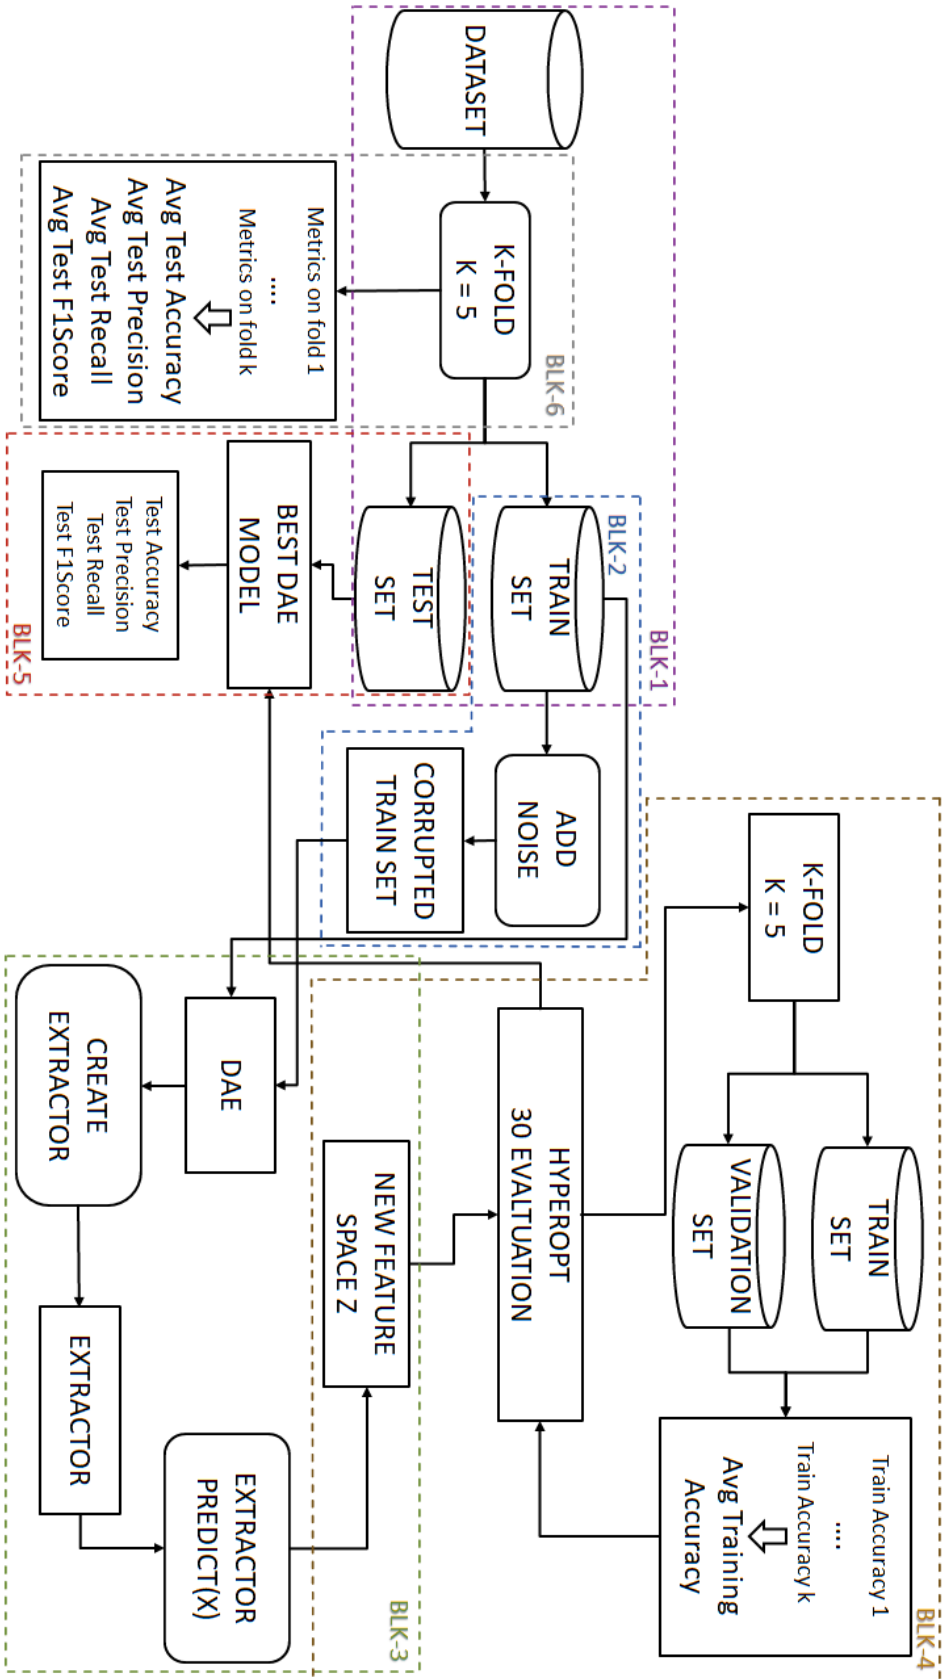 DATASET
K-FOLD
K = 5
BLK-6
Metrics on fold 1
....
Metrics on fold k
Avg Test Accuracy
Avg Test Precision
Avg Test Recall
Avg Test F1Score
BLK-1
BLK-2
TRAIN
SET
TEST
SET
BEST DAE
MODEL
Test Accuracy
Test Precision
Test Recall
Test F1Score
BLK-5
ADD
NOISE
CORRUPTED
TRAIN SET
DAE
CREATE
EXTRACTOR
EXTRACTOR
EXTRACTOR
PREDICT(X)
BLK-3
NEW FEATURE
SPACE Z
HYPEROPT
30 EVALTUATION
K-FOLD
K = 5
TRAIN
SET
VALIDATION
SET
Train Accuracy 1
....
Train Accuracy k
Avg Training
Accuracy
BLK-4